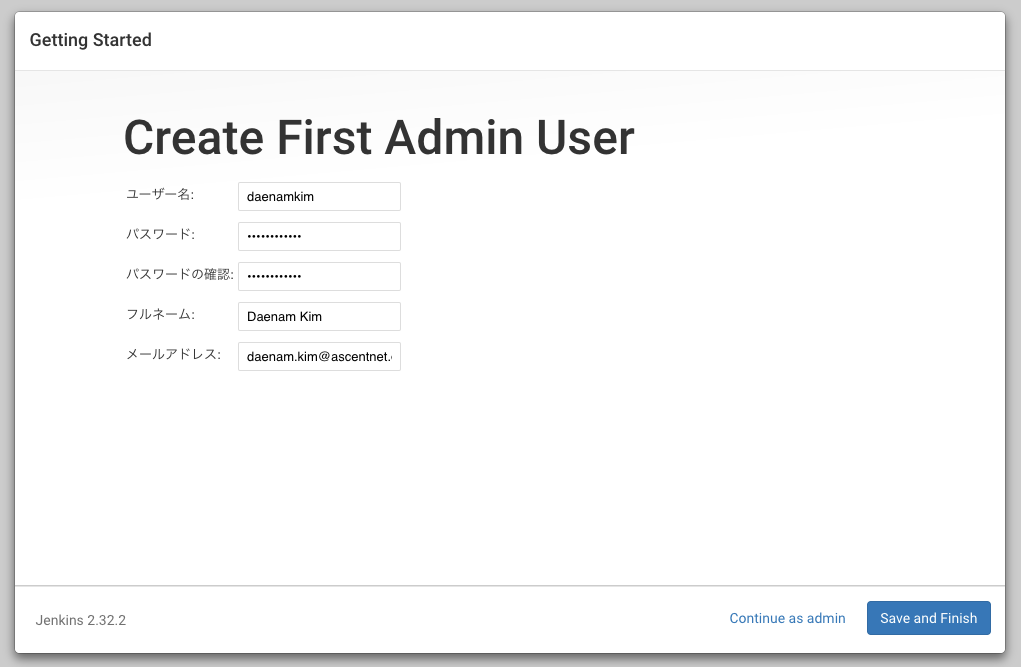 Getting Started
Create First Admin User
ユーザー名: daenamkim
パスワード: ••••••••••••
パスワードの確認: ••••••••••••
フルネーム: Daenam Kim
メールアドレス: daenam.kim@ascentnet.
Jenkins 2.32.2 Continue as admin Save and Finish